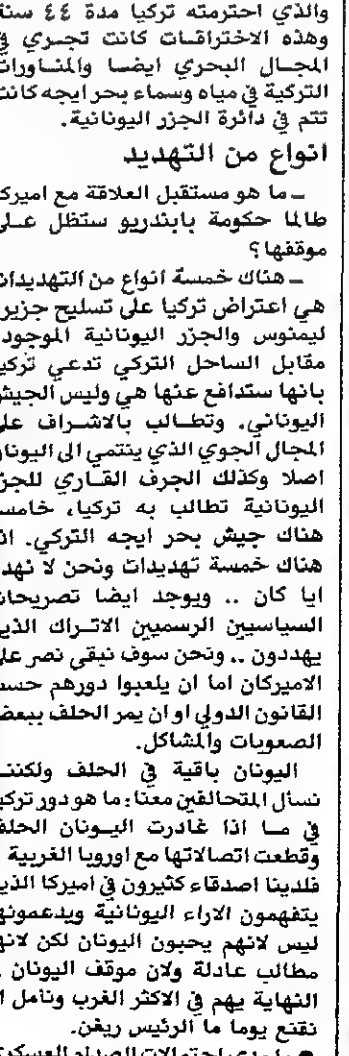 والذي احترمته تركيا مدة ٤٤ سنة
وهذه الاختراقات كانت تجري في
المجال البحري ايضا والمناورات
التركية في مياه وسماء بحر ايجه كانت
تتم في دائرة الجزر اليونانية.
انواع من التهديد
ــ ما هو مستقبل العلاقة مع اميرك
طالما حكومة بابندريو ستظل على
موقفها؟
ــ هناك خمسة انواع من التهديدات
هي اعتراض تركيا على تسليح جزير
ليمنوس والجزر اليونانية الموجود
مقابل الساحل التركي تدعي تركي
بانها ستدافع عنها هي وليس الجيش
اليوناني. وتطالب بالاشراف على
المجال الجوي الذي ينتمي الى اليونان
اصلا وكذلك الجرف القاري للجزر
اليونانية تطالب به تركيا، خامس
هناك جيش بحر ايجه التركي. اذ
هناك خمسة تهديدات ونحن لا نهدد
ايا كان .. ويوجد ايضا تصريحات
السياسيين الرسميين الاتراك الذي
يهددون .. ونحن سوف نبقى نصر على
الاميركان اما ان يلعبوا دورهم حسب
القانون الدولي او ان يمر الحلف ببعض
الصعوبات والمشاكل.
اليونان باقية في الحلف ولكننـ
نسأل المتحالفين معنا: ما هو دور تركي
في ما اذا غادرت اليونان الحلف
وقطعت اتصالاتها مع اوروبا الغربية
فلدينا اصدقاء كثيرون في اميركا الذي
يتفهمون الاراء اليونانية ويدعمونه
ليس لانهم يحبون اليونان لكن لانه
مطالب عادلة ولان موقف اليونان
النهاية يهم في الاكثر الغرب ونامل ا
نقنع يوما ما الرئيس ريغن.